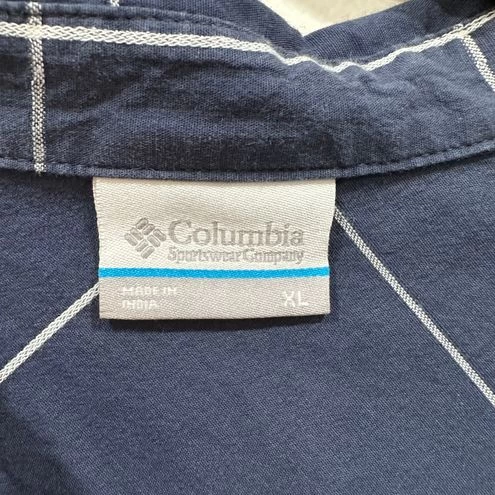 Columbia
Sportswear Company
MADE IN
INDIA
XL